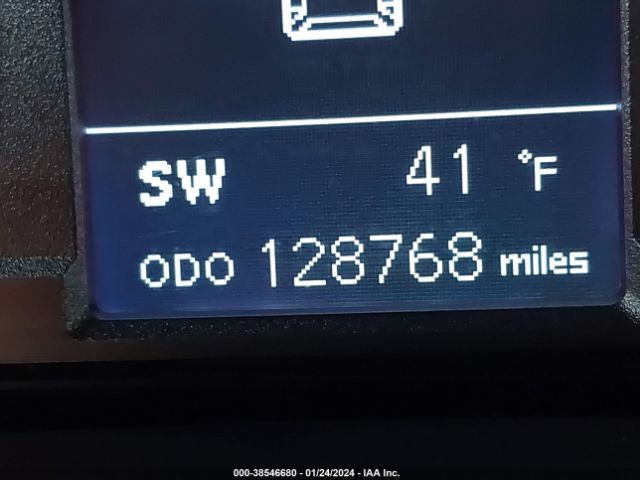 SW 41 °F
ODO 128768 miles
000-38546680 - 01/24/2024 - IAA Inc.